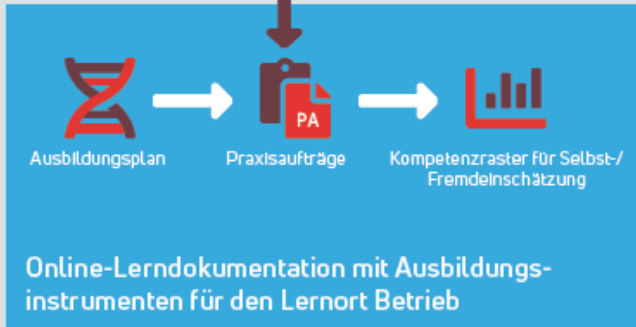 PA
Ausbildungsplan
Praxisaufträge
Kompetenzraster für Selbst-/
Fremdeinschätzung
Online-Lerndokumentation mit Ausbildungs-
instrumenten für den Lernort Betrieb